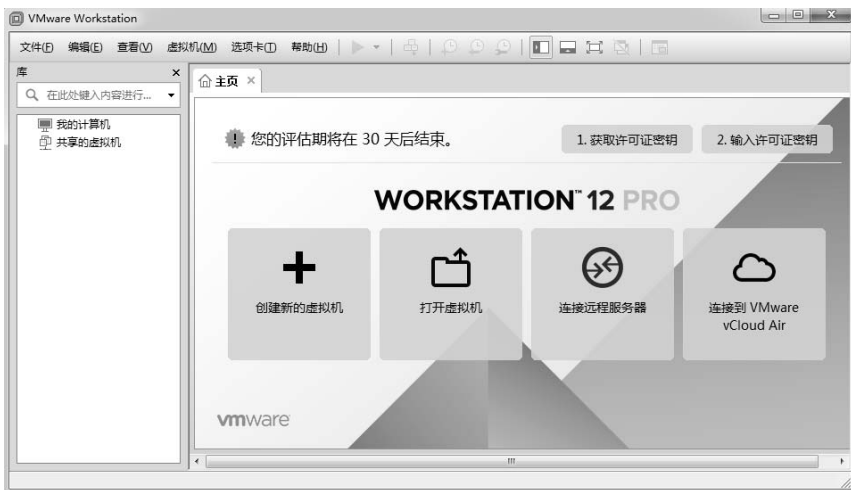 VMware Workstation
文件(F) 编辑(E) 查看(V) 虚拟机(M) 选项卡(T) 帮助(H)
库
在此处键入内容进行...
我的计算机
共享的虚拟机
主页
您的评估期将在 30 天后结束。
1. 获取许可证密钥
2. 输入许可证密钥
WORKSTATION™ 12 PRO
创建新的虚拟机
打开虚拟机
连接远程服务器
连接到 VMware
vCloud Air
vmware